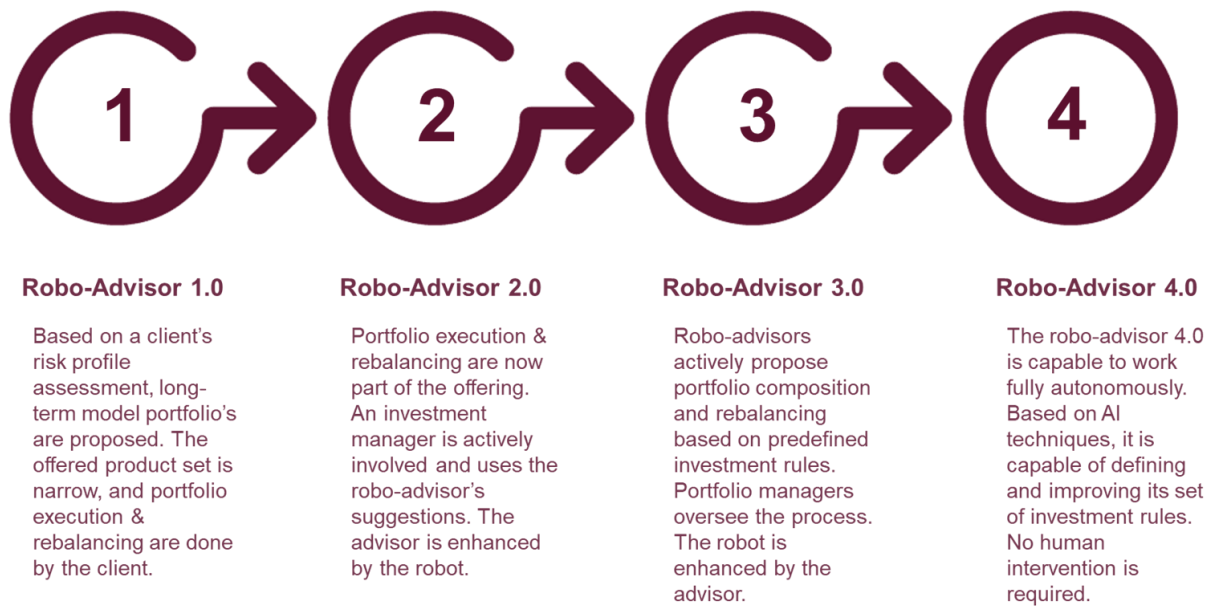 1
2
3
4
Robo-Advisor 1.0
Based on a client's
risk profile
assessment, long-
term model portfolio's
are proposed. The
offered product set is
narrow, and portfolio
execution &
rebalancing are done
by the client.
Robo-Advisor 2.0
Portfolio execution &
rebalancing are now
part of the offering.
An investment
manager is actively
involved and uses the
robo-advisor's
suggestions. The
advisor is enhanced
by the robot.
Robo-Advisor 3.0
Robo-advisors
actively propose
portfolio composition
and rebalancing
based on predefined
investment rules.
Portfolio managers
oversee the process.
The robot is
enhanced by the
advisor.
Robo-Advisor 4.0
The robo-advisor 4.0
is capable to work
fully autonomously.
Based on AI
techniques, it is
capable of defining
and improving its set
of investment rules.
No human
intervention is
required.